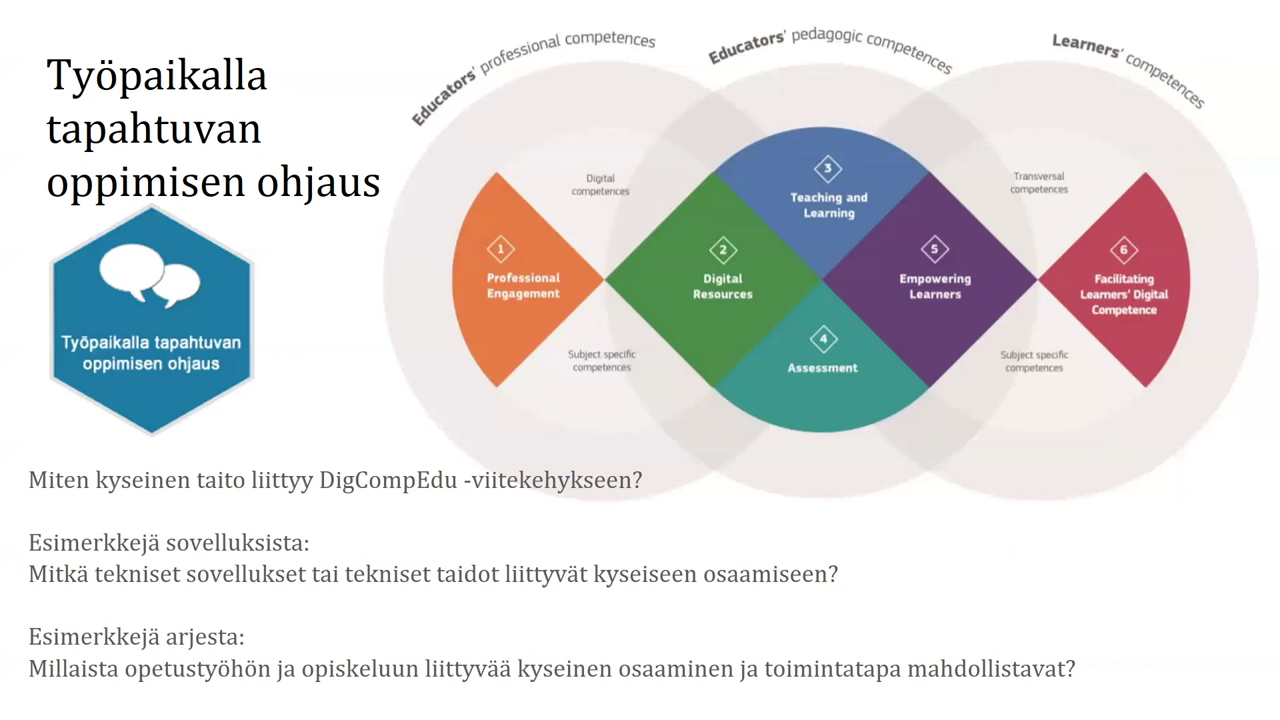 Työpaikalla
tapahtuvan
oppimisen ohjaus
Työpaikalla tapahtuvan
oppimisen ohjaus
Educators' professional competences
Educators' pedagogic competences
Learners' competences
Digital
competences
Transversal
competences
3
Teaching and
Learning
1
Professional
Engagement
2
Digital
Resources
5
Empowering
Learners
6
Facilitating
Learners' Digital
Competence
4
Assessment
Subject specific
competences
Subject specific
competences
Miten kyseinen taito liittyy DigCompEdu -viitekehykseen?
Esimerkkejä sovelluksista:
Mitkä tekniset sovellukset tai tekniset taidot liittyvät kyseiseen osaamiseen?
Esimerkkejä arjesta:
Millaista opetustyöhön ja opiskeluun liittyvää kyseinen osaaminen ja toimintatapa mahdollistavat?